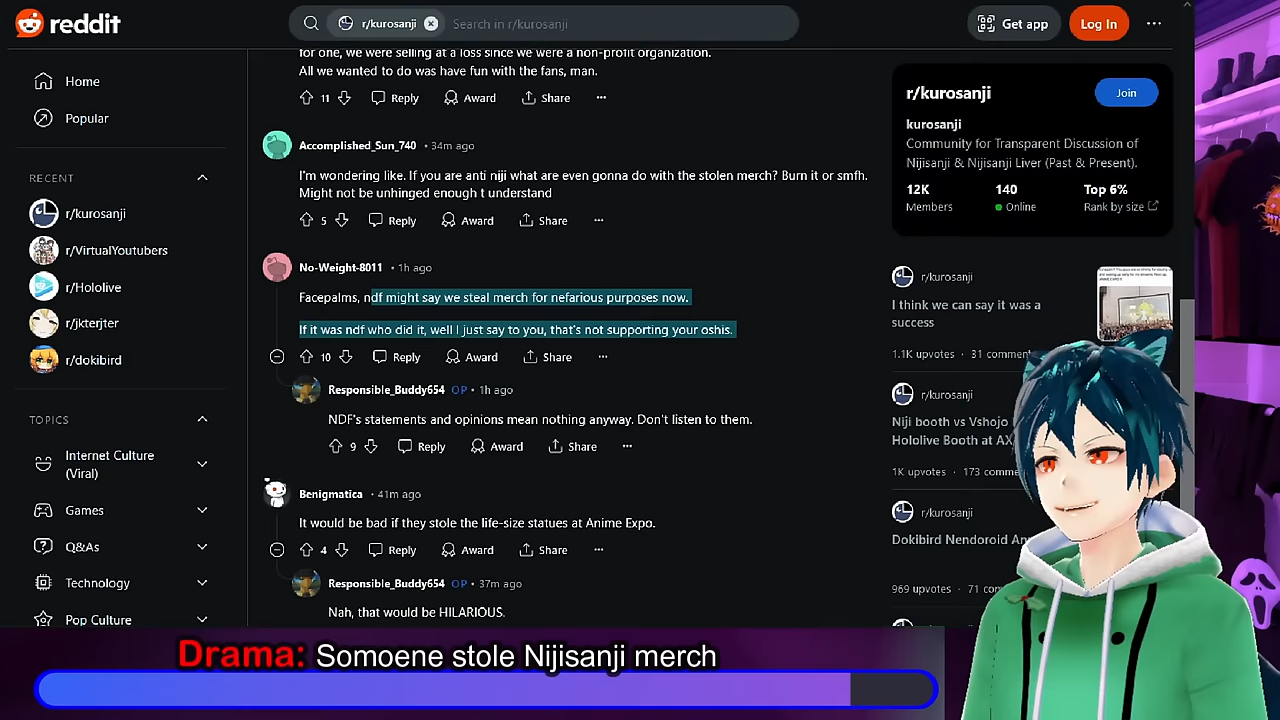 reddit
r/kurosanji
Search in r/kurosanji
Get app
Log In
Home
Popular
RECENT
r/kurosanji
r/VirtualYoutubers
r/Hololive
r/jkterjter
r/dokibird
TOPICS
Internet Culture
(Viral)
Games
Q&As
Technology
Pop Culture
for one, we were selling at a loss since we were a non-profit organization.
All we wanted to do was have fun with the fans, man.
11 Reply Award Share
Accomplished_Sun_740 • 34m ago
I'm wondering like. If you are anti niji what are even gonna do with the stolen merch? Burn it or smfh.
Might not be unhinged enough t understand
5 Reply Award Share
No-Weight-8011 • 1h ago
Facepalms, ndf might say we steal merch for nefarious purposes now.
If it was ndf who did it, well I just say to you, that's not supporting your oshis.
10 Reply Award Share
Responsible_Buddy654 OP • 1h ago
NDF's statements and opinions mean nothing anyway. Don't listen to them.
9 Reply Award Share
Benigmatica • 41m ago
It would be bad if they stole the life-size statues at Anime Expo.
4 Reply Award Share
Responsible_Buddy654 OP • 37m ago
Nah, that would be HILARIOUS.
r/kurosanji
Join
kurosanji
Community for Transparent Discussion of
Nijisanji & Nijisanji Liver (Past & Present).
12K 140 Top 6%
Members Online Rank by size
r/kurosanji
I think we can say it was a
success
1.1K upvotes • 31 comment
r/kurosanji
Niji booth vs Vshojo
Hololive Booth at AX
1K upvotes • 173 comme
r/kurosanji
Dokibird Nendoroid An
969 upvotes • 71 com
Drama: Somoene stole Nijisanji merch